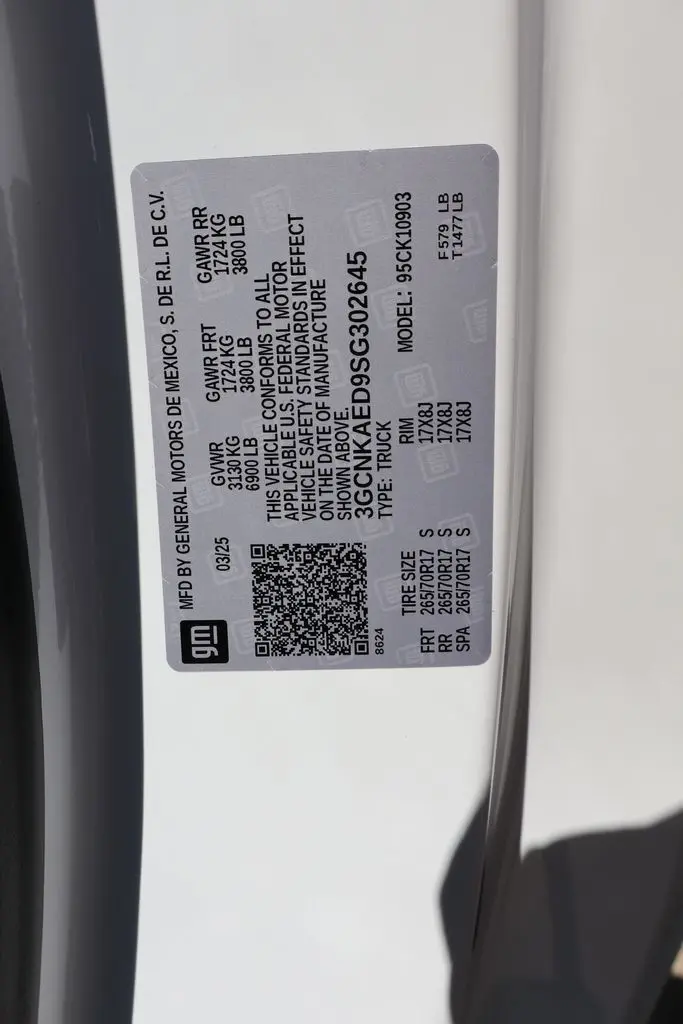 gm
MFD BY GENERAL MOTORS DE MEXICO, S. DE R.L. DE C.V.
03/25 GVWR GAWR FRT GAWR RR
3130 KG 1724 KG 1724 KG
6900 LB 3800 LB 3800 LB
THIS VEHICLE CONFORMS TO ALL
APPLICABLE U.S. FEDERAL MOTOR
VEHICLE SAFETY STANDARDS IN EFFECT
ON THE DATE OF MANUFACTURE
SHOWN ABOVE.
3GCNKAED9SG302645
TYPE: TRUCK MODEL: 95CK10903
8624
TIRE SIZE RIM
FRT 265/70R17 S 17X8J
RR 265/70R17 S 17X8J
SPA 265/70R17 S 17X8J
F579 LB
T1477 LB